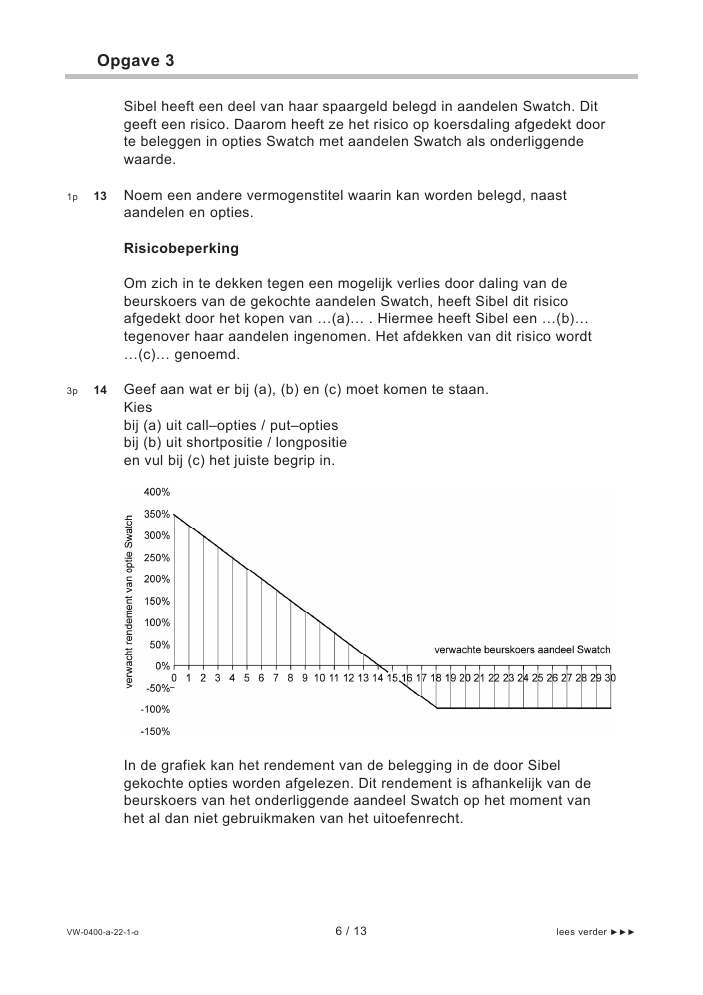 Opgave 3
Sibel heeft een deel van haar spaargeld belegd in aandelen Swatch. Dit
geeft een risico. Daarom heeft ze het risico op koersdaling afgedekt door
te beleggen in opties Swatch met aandelen Swatch als onderliggende
waarde.
1p 13 Noem een andere vermogenstitel waarin kan worden belegd, naast
aandelen en opties.
Risicobeperking
Om zich in te dekken tegen een mogelijk verlies door daling van de
beurskoers van de gekochte aandelen Swatch, heeft Sibel dit risico
afgedekt door het kopen van …(a)… . Hiermee heeft Sibel een …(b)…
tegenover haar aandelen ingenomen. Het afdekken van dit risico wordt
…(c)… genoemd.
3p 14 Geef aan wat er bij (a), (b) en (c) moet komen te staan.
Kies
bij (a) uit call–opties / put–opties
bij (b) uit shortpositie / longpositie
en vul bij (c) het juiste begrip in.
verwacht rendement van optie Swatch
400%
350%
300%
250%
200%
150%
100%
50%
0%
-50%
-100%
-150%
verwachte beurskoers aandeel Swatch
0 1 2 3 4 5 6 7 8 9 10 11 12 13 14 15 16 17 18 19 20 21 22 23 24 25 26 27 28 29 30
In de grafiek kan het rendement van de belegging in de door Sibel
gekochte opties worden afgelezen. Dit rendement is afhankelijk van de
beurskoers van het onderliggende aandeel Swatch op het moment van
het al dan niet gebruikmaken van het uitoefenrecht.
VW-0400-a-22-1-o 6 / 13 lees verder ►►►